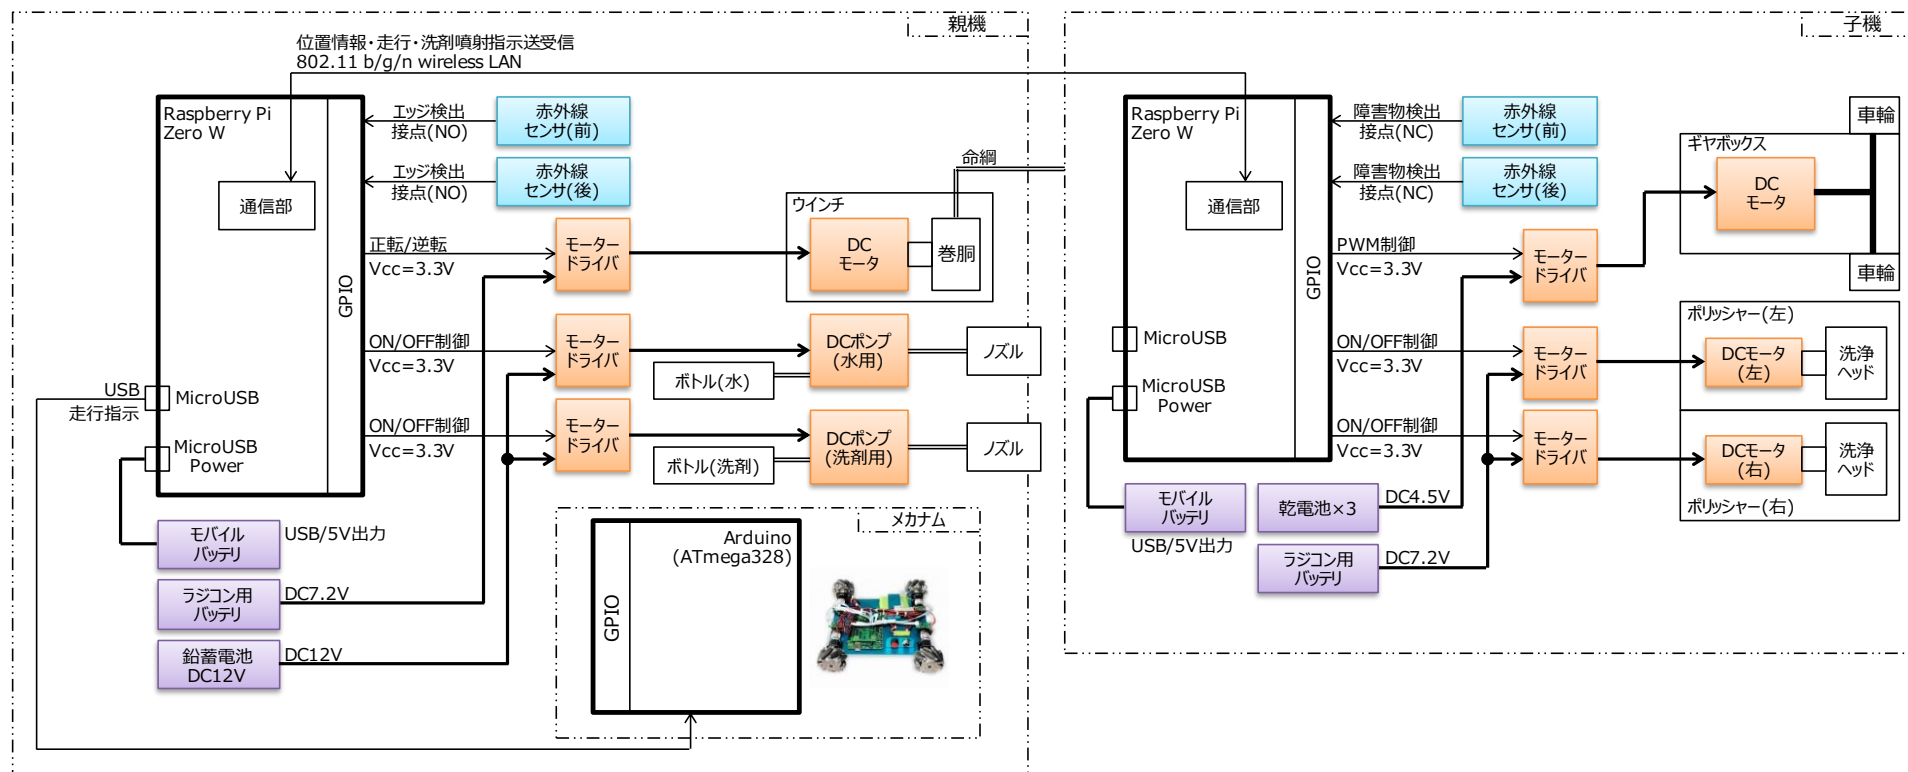 親機
位置情報・走行・洗剤噴射指示送受信
802.11 b/g/n wireless LAN
Raspberry Pi
Zero W
通信部
GPIO
エッジ検出
接点(NO)
赤外線
センサ(前)
エッジ検出
接点(NO)
赤外線
センサ(後)
正転/逆転
Vcc=3.3V
モーター
ドライバ
ウインチ
DC
モータ
巻胴
命綱
ON/OFF制御
Vcc=3.3V
モーター
ドライバ
DCポンプ
(水用)
ボトル(水)
ノズル
ON/OFF制御
Vcc=3.3V
モーター
ドライバ
DCポンプ
(洗剤用)
ボトル(洗剤)
ノズル
USB
走行指示
MicroUSB
MicroUSB
Power
モバイル
バッテリ
USB/5V出力
ラジコン用
バッテリ
DC7.2V
鉛蓄電池
DC12V
DC12V
メカナム
Arduino
(ATmega328)
GPIO
子機
Raspberry Pi
Zero W
通信部
GPIO
障害物検出
接点(NC)
赤外線
センサ(前)
障害物検出
接点(NC)
赤外線
センサ(後)
PWM制御
Vcc=3.3V
モーター
ドライバ
ギヤボックス
DC
モータ
車輪
車輪
MicroUSB
MicroUSB
Power
ON/OFF制御
Vcc=3.3V
モーター
ドライバ
ポリッシャー(左)
DCモータ
(左)
洗浄
ヘッド
ON/OFF制御
Vcc=3.3V
モーター
ドライバ
DCモータ
(右)
洗浄
ヘッド
ポリッシャー(右)
モバイル
バッテリ
USB/5V出力
乾電池×3
DC4.5V
ラジコン用
バッテリ
DC7.2V